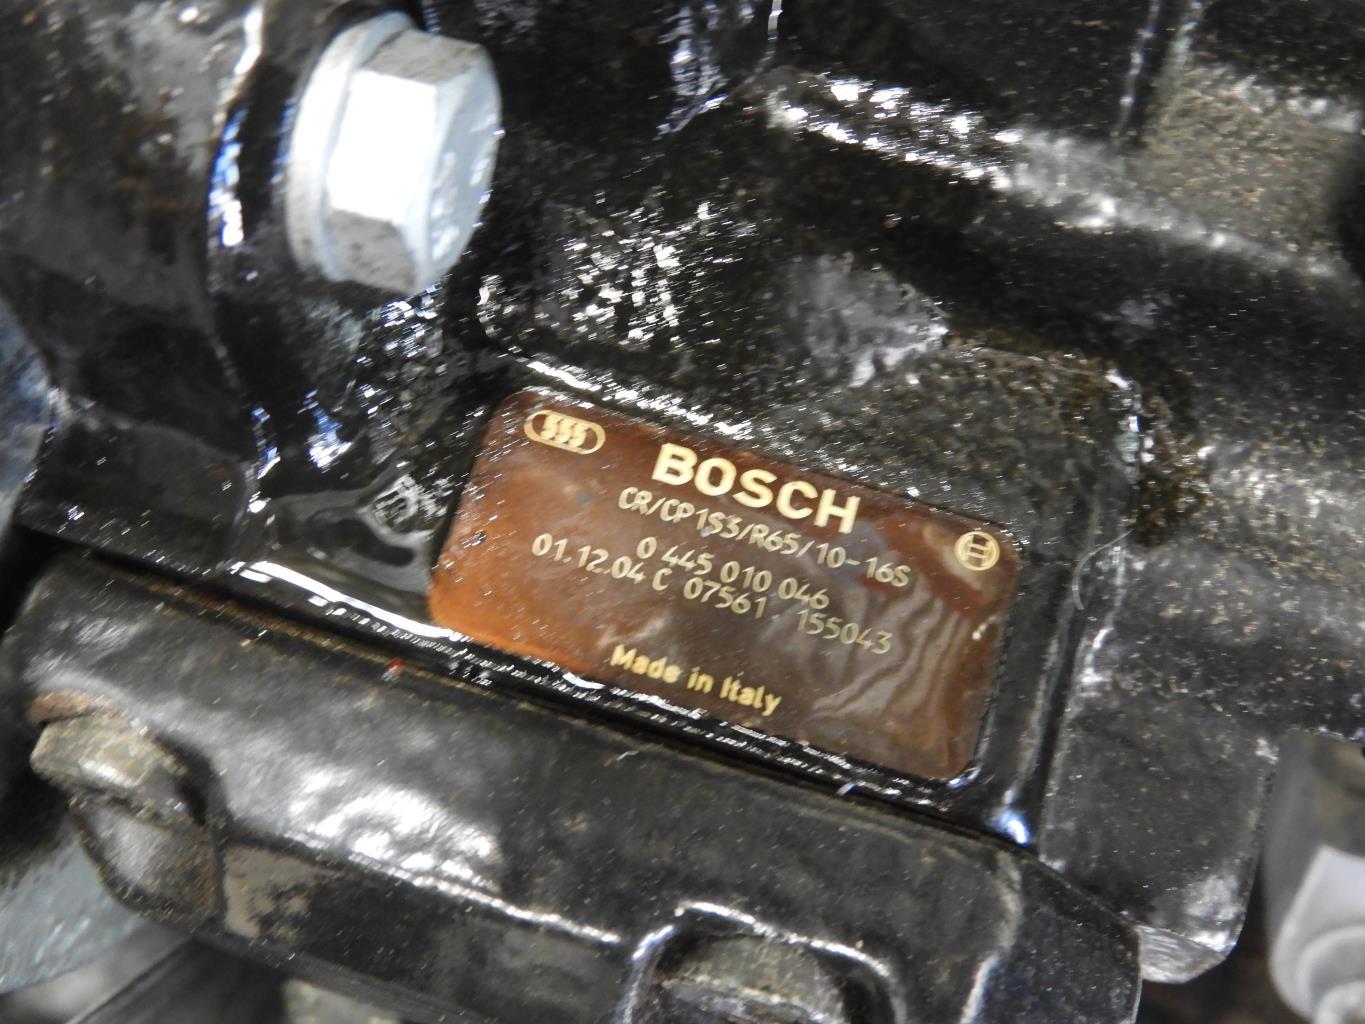 BOSCH
CR/CP1S3/R65/10-16S
0 445 010 046
01.12.04 C 07561 155043
Made in Italy